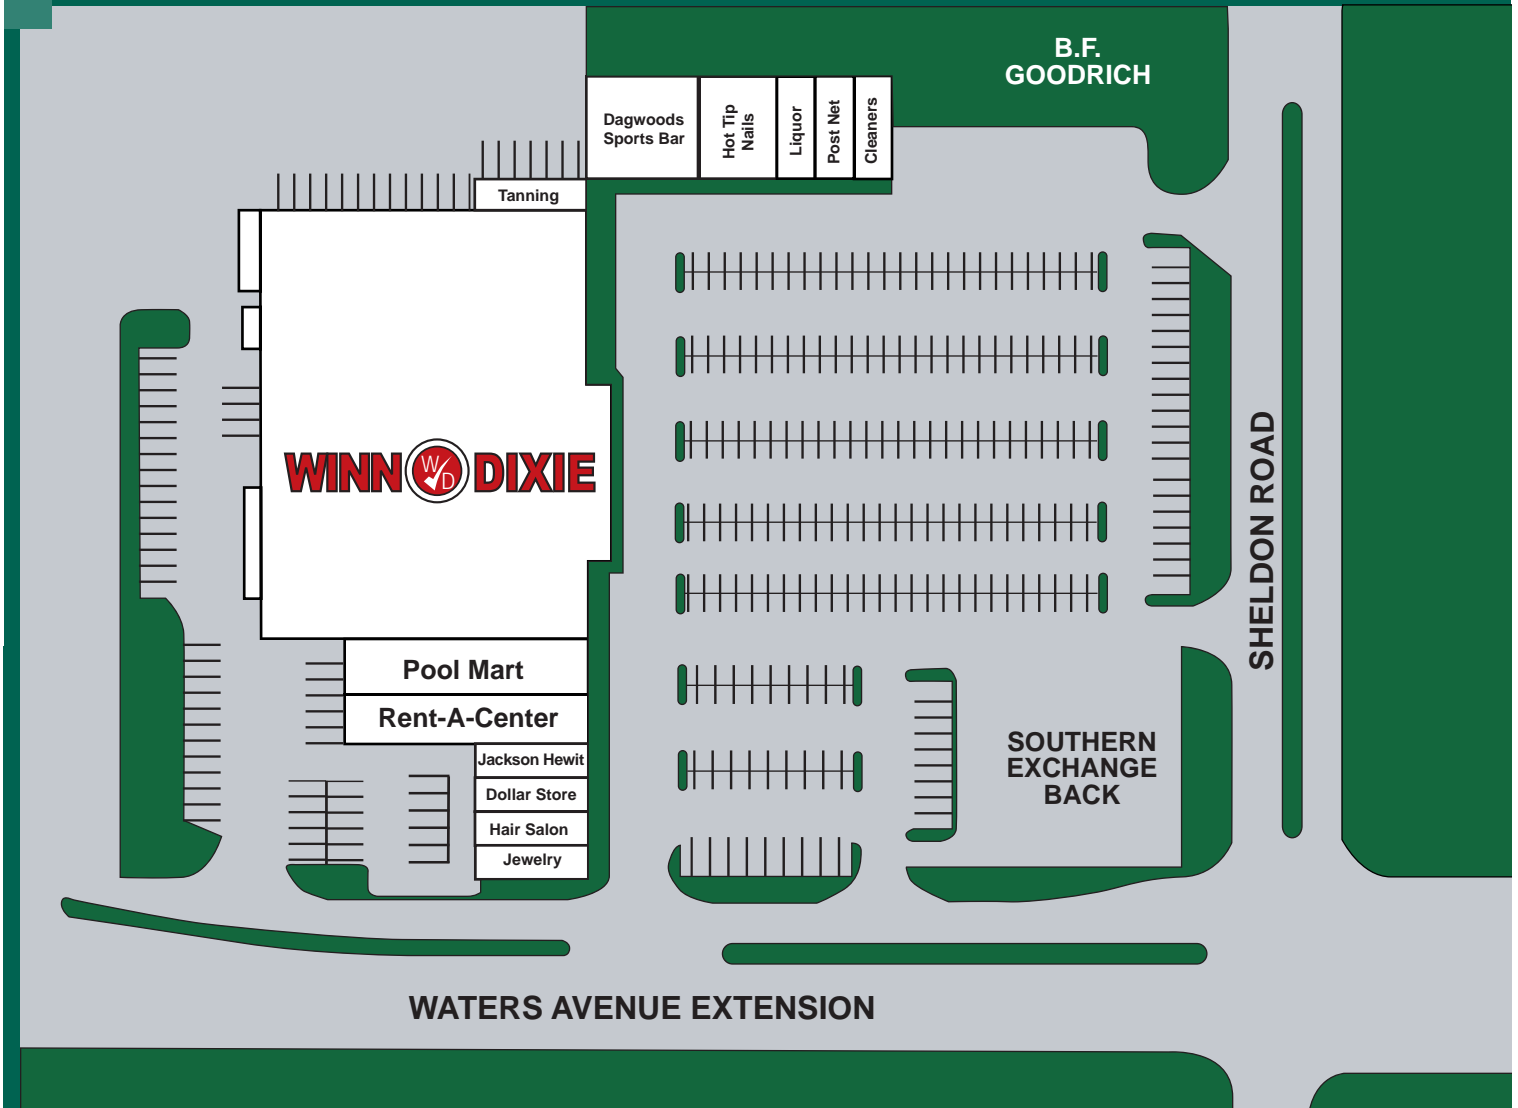 B.F.
GOODRICH
Dagwoods
Sports Bar
Hot Tip
Nails
Liquor
Post Net
Cleaners
Tanning
WINN WD DIXIE
Pool Mart
Rent-A-Center
Jackson Hewit
Dollar Store
Hair Salon
Jewelry
SOUTHERN
EXCHANGE
BACK
SHELDON ROAD
WATERS AVENUE EXTENSION